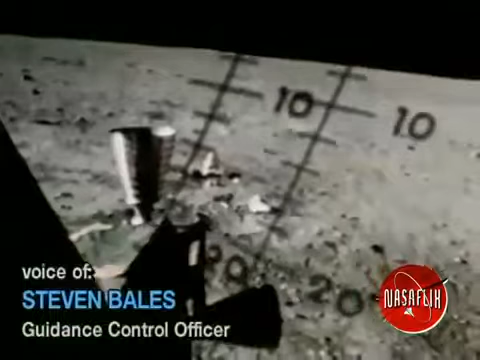 10 10
20 20
voice of:
STEVEN BALES
Guidance Control Officer
NASAFLIX